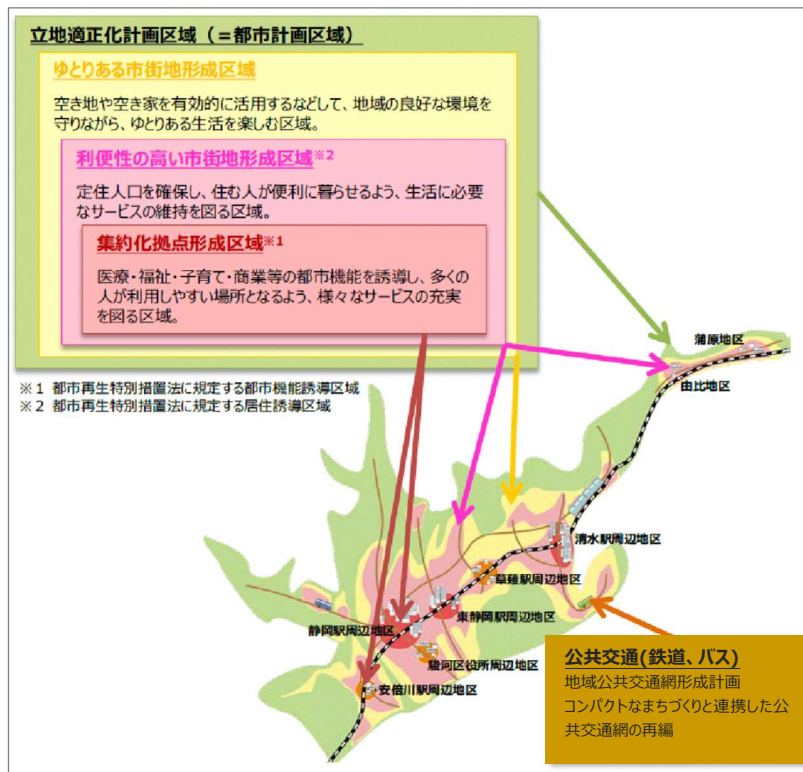 立地適正化計画区域（=都市計画区域）
ゆとりある市街地形成区域
空き地や空き家を有効的に活用するなどして、地域の良好な環境を
守りながら、ゆとりある生活を楽しむ区域。
利便性の高い市街地形成区域※2
定住人口を確保し、住む人が便利に暮らせるよう、生活に必要
なサービスの維持を図る区域。
集約化拠点形成区域※1
医療・福祉・子育て・商業等の都市機能を誘導し、多くの
人が利用しやすい場所となるよう、様々なサービスの充実
を図る区域。
※1 都市再生特別措置法に規定する都市機能誘導区域
※2 都市再生特別措置法に規定する居住誘導区域
蒲原地区
由比地区
清水駅周辺地区
草薙駅周辺地区
東静岡駅周辺地区
静岡駅周辺地区
駿河区役所周辺地区
安倍川駅周辺地区
公共交通(鉄道、バス)
地域公共交通網形成計画
コンパクトなまちづくりと連携した公
共交通網の再編